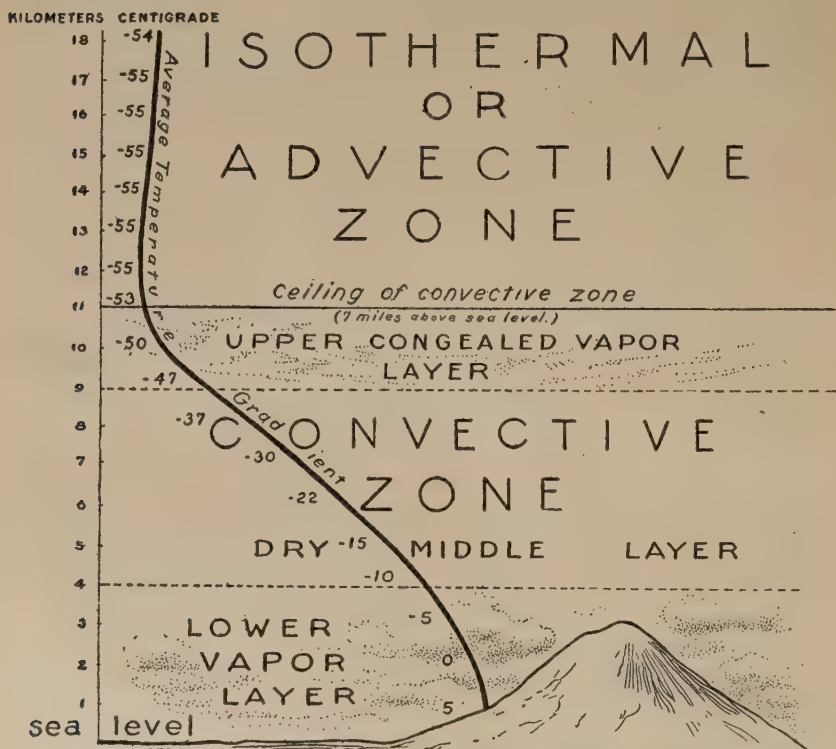 KILOMETERS CENTIGRADE
18 -54 ISOTHERMAL
17 -55
16 -55 OR
15 -55 ADVECTIVE
14 -55
13 -55 ZONE
12 -55
Average Temperature Gradient
11 -53 Ceiling of convective zone
(7 miles above sea level.)
10 -50 UPPER CONGEALED VAPOR
LAYER
9 -47
8 -37 CONVECTIVE
7 -30
6 -22 ZONE
5 DRY -15 MIDDLE LAYER
4 -10
3 LOWER -5
2 VAPOR 0
1 LAYER 5
sea level